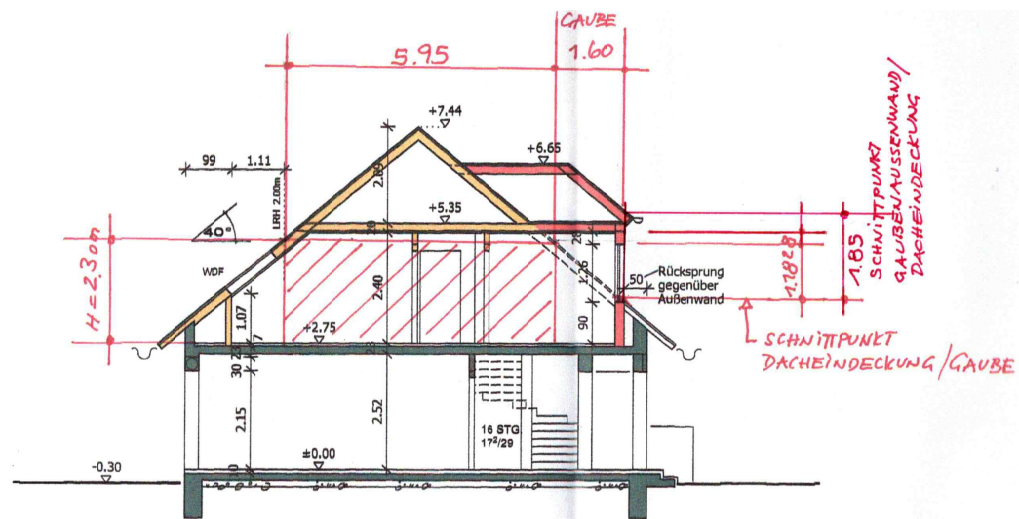 GAUBE
5.95
1.60
+7.44
+6.65
99
1.11
2.09
LRH 2.00m
+5.35
40°
WDF
H=2.30m
2.40
1.26
50
Rücksprung
gegenüber
Außenwand
1.07
7
90
+2.75
30
2.15
2.52
16 STG
17²/29
±0.00
-0.30
1.1828
1.85
SCHNITTPUNKT
GAUBENAUSSENWAND/
DACHEINDECKUNG
SCHNITTPUNKT
DACHEINDECKUNG/GAUBE